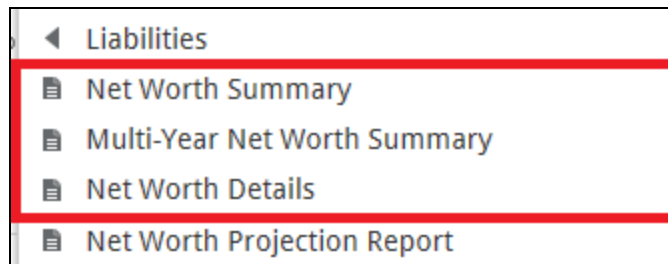 Liabilities
Net Worth Summary
Multi-Year Net Worth Summary
Net Worth Details
Net Worth Projection Report